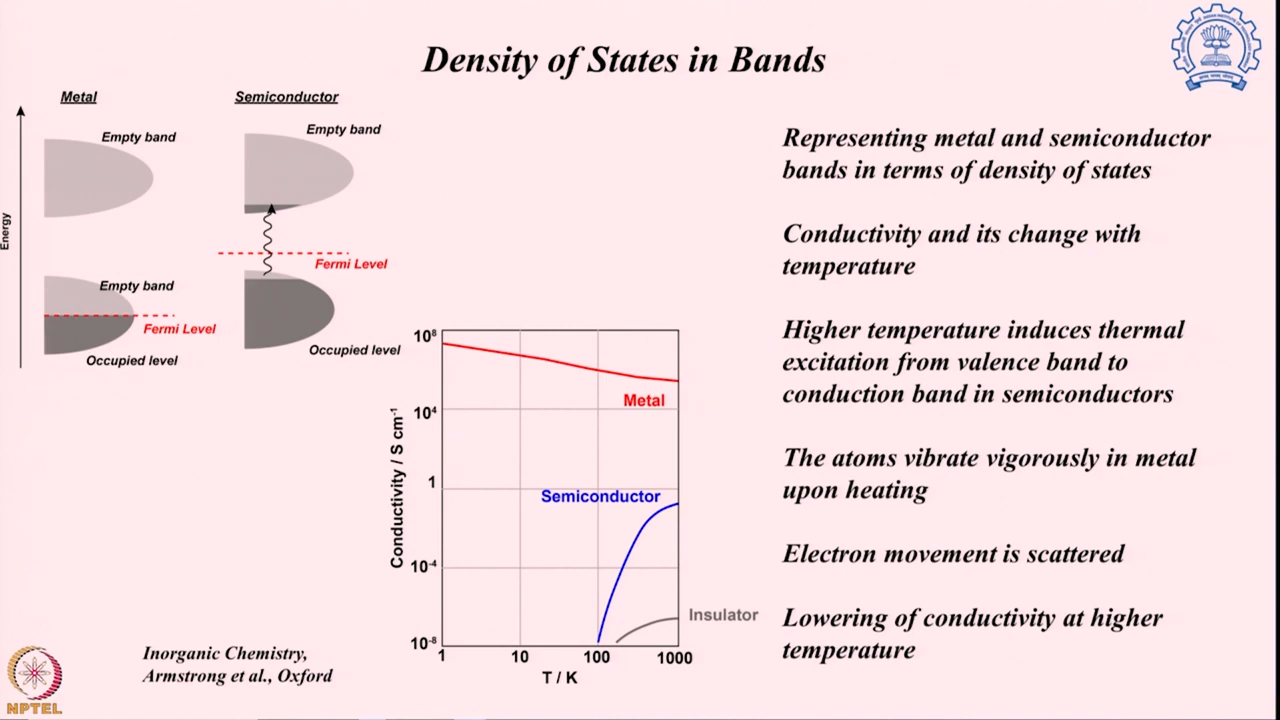 Density of States in Bands
Metal
Semiconductor
Empty band
Empty band
Energy
Fermi Level
Empty band
Fermi Level
Occupied level
Occupied level
10⁸
10⁴
1
10⁻⁴
10⁻⁸
Conductivity / S cm⁻¹
Metal
Semiconductor
Insulator
1
10
100
1000
T / K
Representing metal and semiconductor
bands in terms of density of states
Conductivity and its change with
temperature
Higher temperature induces thermal
excitation from valence band to
conduction band in semiconductors
The atoms vibrate vigorously in metal
upon heating
Electron movement is scattered
Lowering of conductivity at higher
temperature
Inorganic Chemistry,
Armstrong et al., Oxford
NPTEL